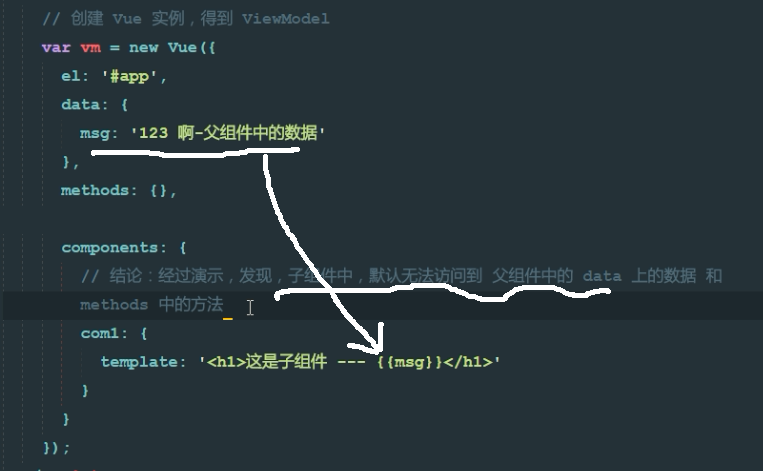 // 创建 Vue 实例，得到 ViewModel
var vm = new Vue({
el: '#app',
data: {
msg: '123 啊-父组件中的数据'
},
methods: {},
components: {
// 结论：经过演示，发现，子组件中，默认无法访问到 父组件中的 data 上的数据 和
methods 中的方法
com1: {
template: '<h1>这是子组件 --- {{msg}}</h1>'
}
}
});